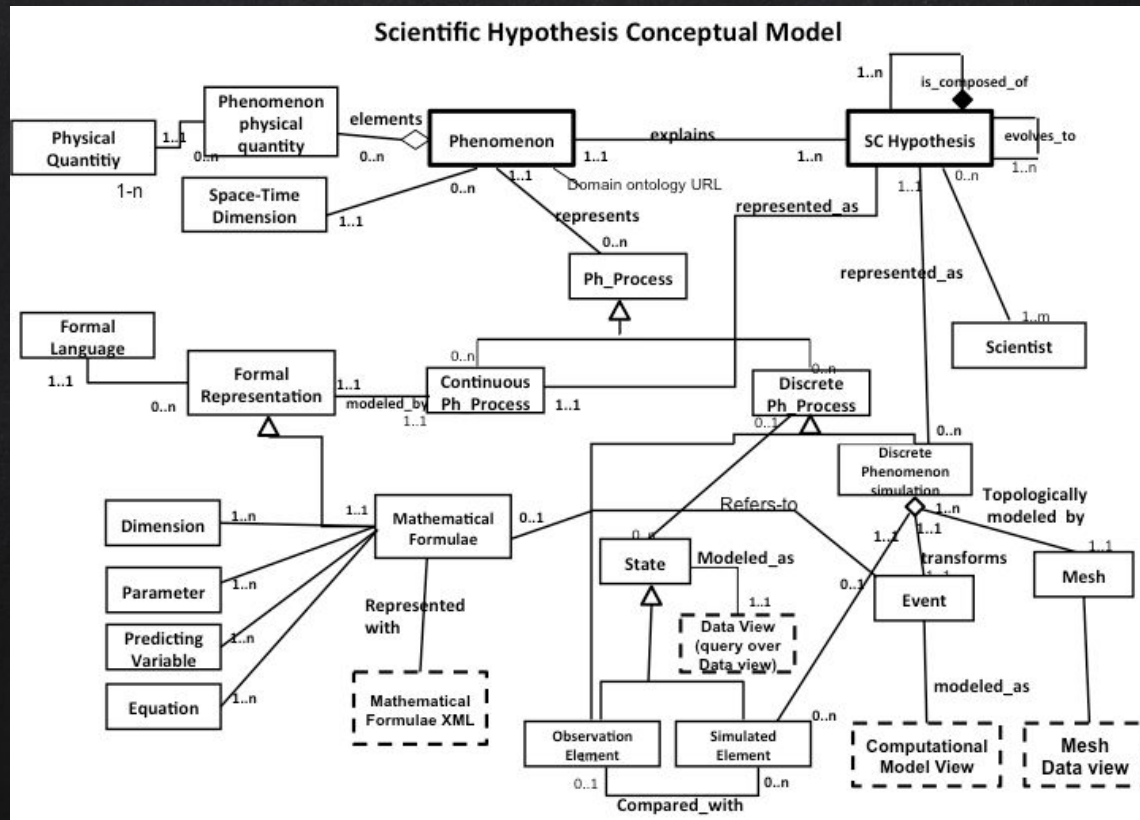 Scientific Hypothesis Conceptual Model
1..n
is_composed_of
Physical
Quantitiy
1..1
0..n
1-n
Phenomenon
physical
quantity
elements
0..n
Phenomenon
explains
1..1
1..n
SC Hypothesis
evolves_to
1..n
Space-Time
Dimension
1..1
0..n
1..1
Domain ontology URL
represents
0..n
represented_as
1..1
0..n
represented_as
Ph_Process
1..m
Scientist
Formal
Language
1..1
0..n
Formal
Representation
1..1
modeled_by
1..1
0..n
Continuous
Ph_Process
1..1
0..n
Discrete
Ph_Process
0..1
0..n
Discrete
Phenomenon
simulation
Topologically
modeled by
1..n
1..1
1..1
transforms
1..1
Mesh
Dimension
1..n
1..1
Mathematical
Formulae
0..1
Refers-to
0..1
Event
0..n
State
Modeled_as
1..1
Data View
(query over
Data view)
Parameter
1..n
Predicting
Variable
1..n
Equation
1..n
Represented
with
Mathematical
Formulae XML
Observation
Element
Simulated
Element
0..n
0..1
0..n
Compared_with
modeled_as
Computational
Model View
Mesh
Data view